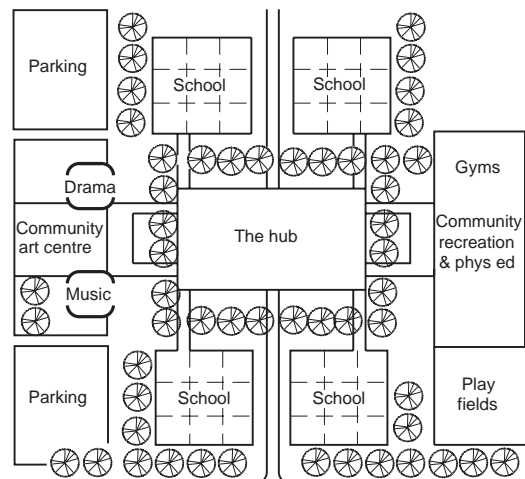 Parking
School
School
Drama
Gyms
Community
art centre
The hub
Community
recreation
& phys ed
Music
Parking
School
School
Play
fields